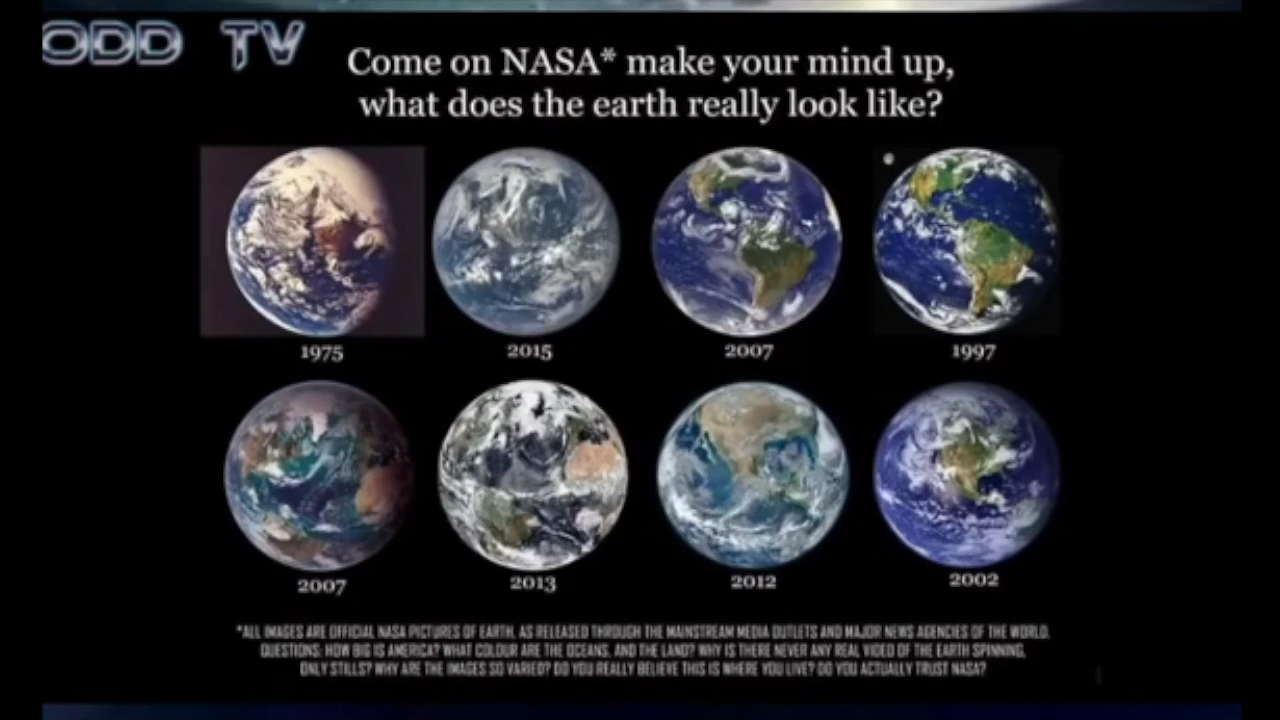 ODD TV
Come on NASA* make your mind up,
what does the earth really look like?
1975 2015 2007 1997
2007 2013 2012 2002
*ALL IMAGES ARE OFFICIAL NASA PICTURES OF EARTH, AS RELEASED THROUGH THE MAINSTREAM MEDIA OUTLETS AND MAJOR NEWS AGENCIES OF THE WORLD.
QUESTIONS: HOW BIG IS AMERICA? WHAT COLOUR ARE THE OCEANS, AND THE LAND? WHY IS THERE NEVER ANY REAL VIDEO OF THE EARTH SPINNING,
ONLY STILLS? WHY ARE THE IMAGES SO VARIED? DO YOU REALLY BELIEVE THIS IS WHERE YOU LIVE? DO YOU ACTUALLY TRUST NASA?